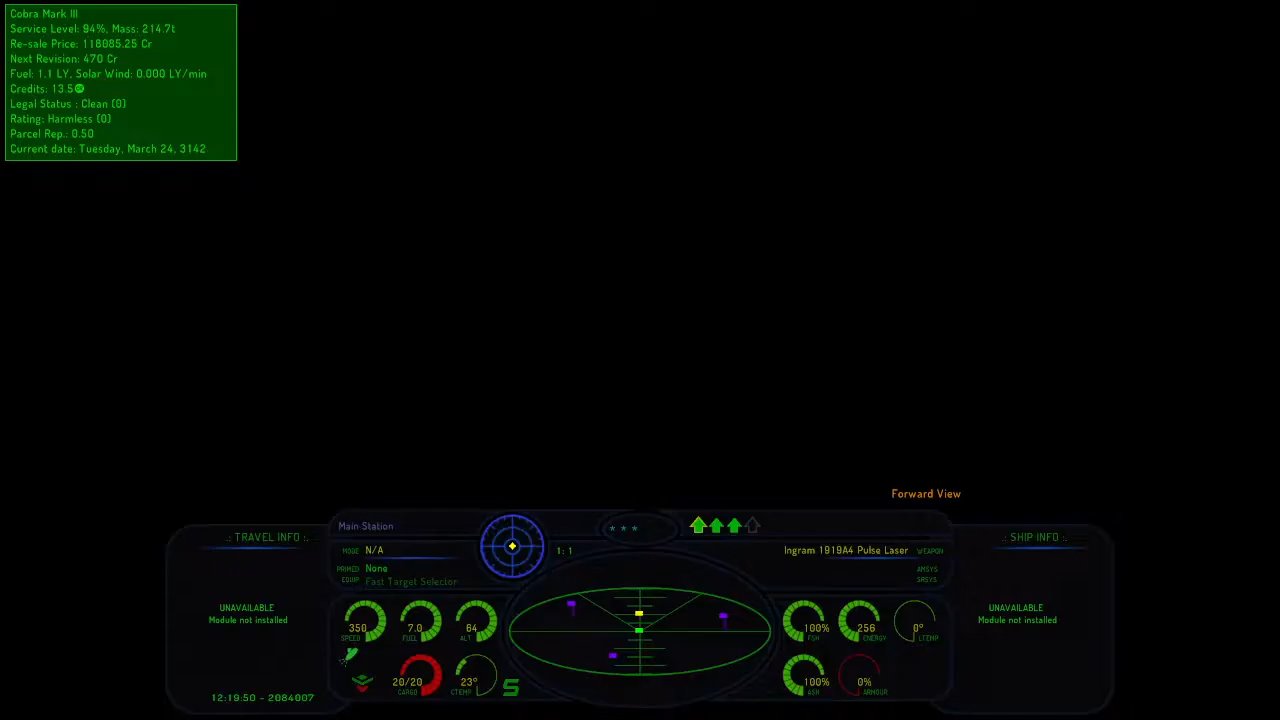 Cobra Mark III
Service Level: 94%, Mass: 214.7t
Re-sale Price: 118085.25 Cr
Next Revision: 470 Cr
Fuel: 1.1 LY, Solar Wind: 0.000 LY/min
Credits: 13.5
Legal Status : Clean (0)
Rating: Harmless (0)
Parcel Rep.: 0.50
Current date: Tuesday, March 24, 3142
Forward View
Main Station
.: TRAVEL INFO :.
MODE N/A
1:1
Ingram 1919A4 Pulse Laser WEAPON
.: SHIP INFO :.
PRIMED None
EQUIP Fast Target Selector
AMSYS
SRSYS
UNAVAILABLE
Module not installed
UNAVAILABLE
Module not installed
350 SPEED
7.0 FUEL
64 ALT
100% FSH
256 ENERGY
0° LTEMP
20/20 CARGO
23° CTEMP
S
100% ASH
0% ARMOUR
12:19:50 - 2084007